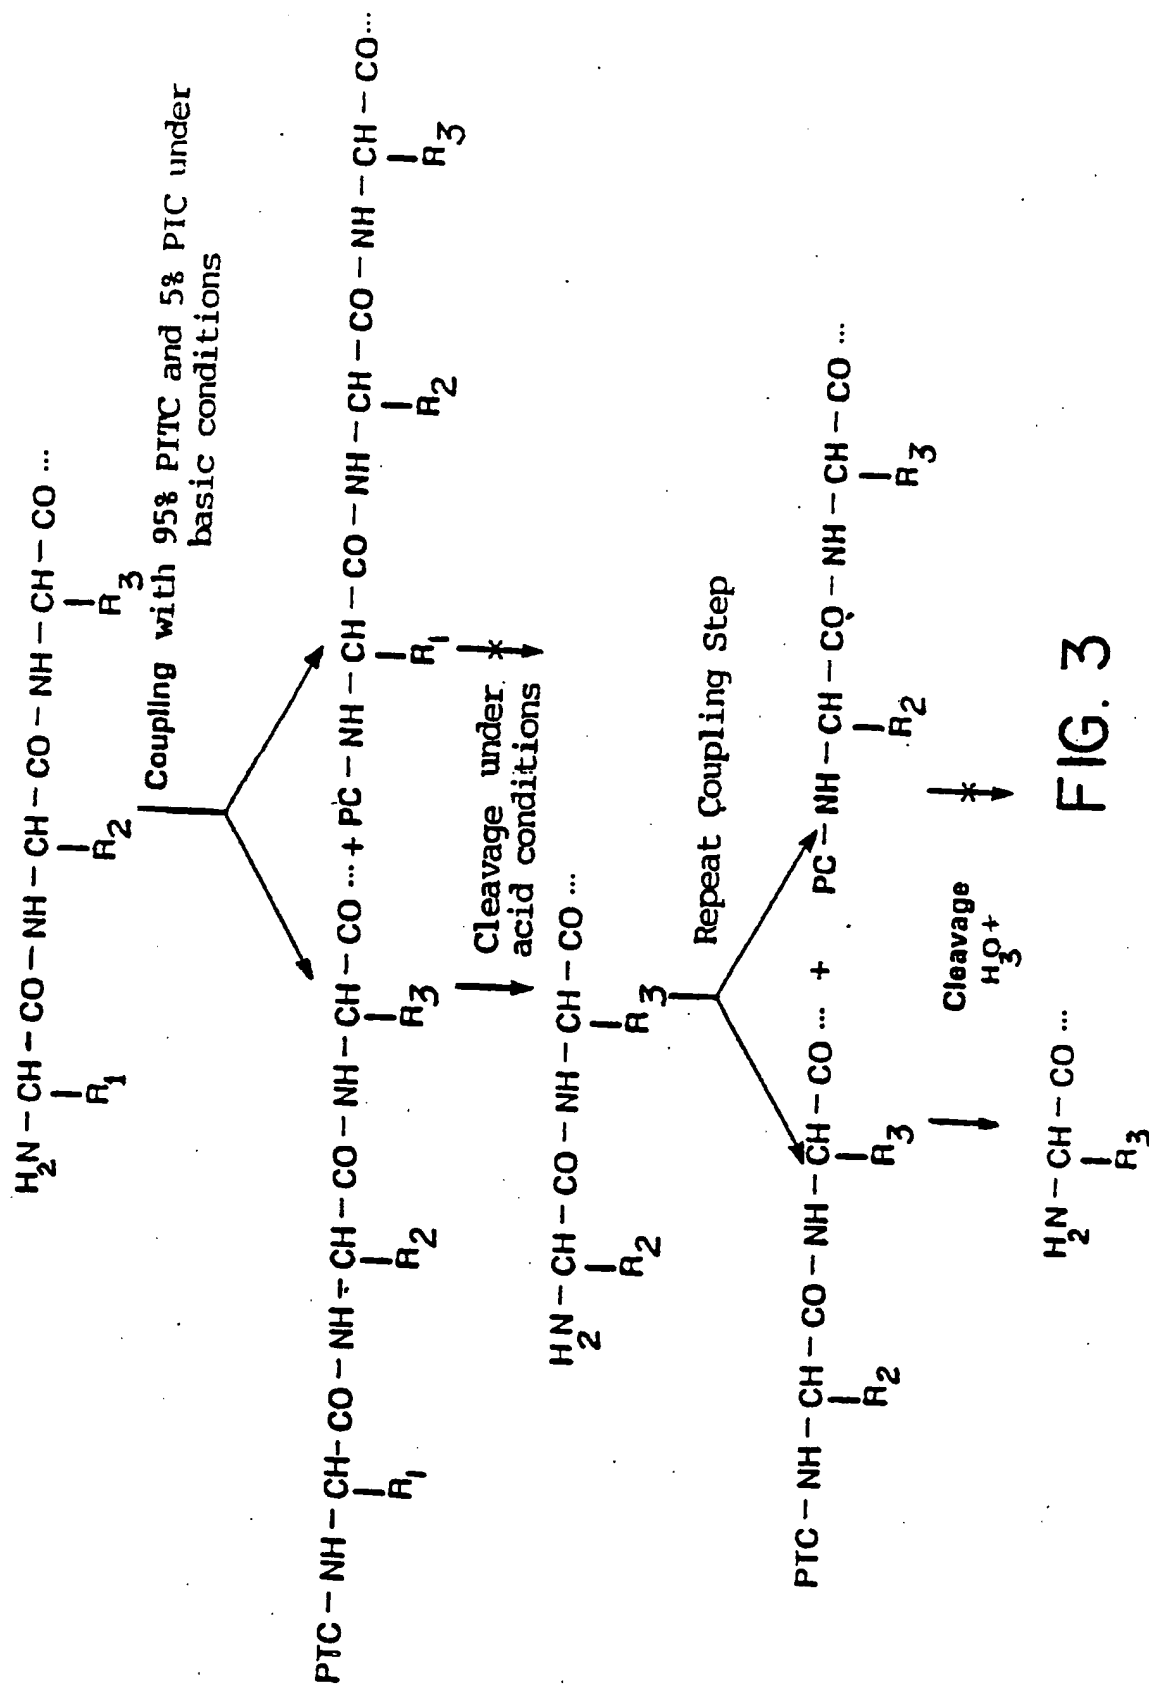 H2N-CH-CO-NH-CH-CO-NH-CH-CO...
R1 R2 R3
Coupling with 95% PITC and 5% PIC under
basic conditions
PTC-NH-CH-CO-NH-CH-CO-NH-CH-CO...+PC-NH-CH-CO-NH-CH-CO-NH-CH-CO...
R1 R2 R3 R1 R2 R3
Cleavage under
acid conditions
H2N-CH-CO-NH-CH-CO...
R2 R3
Repeat Coupling Step
PTC-NH-CH-CO-NH-CH-CO... + PC-NH-CH-CO-NH-CH-CO...
R2 R3 R2 R3
Cleavage
H3O+
H2N-CH-CO...
R3
FIG. 3